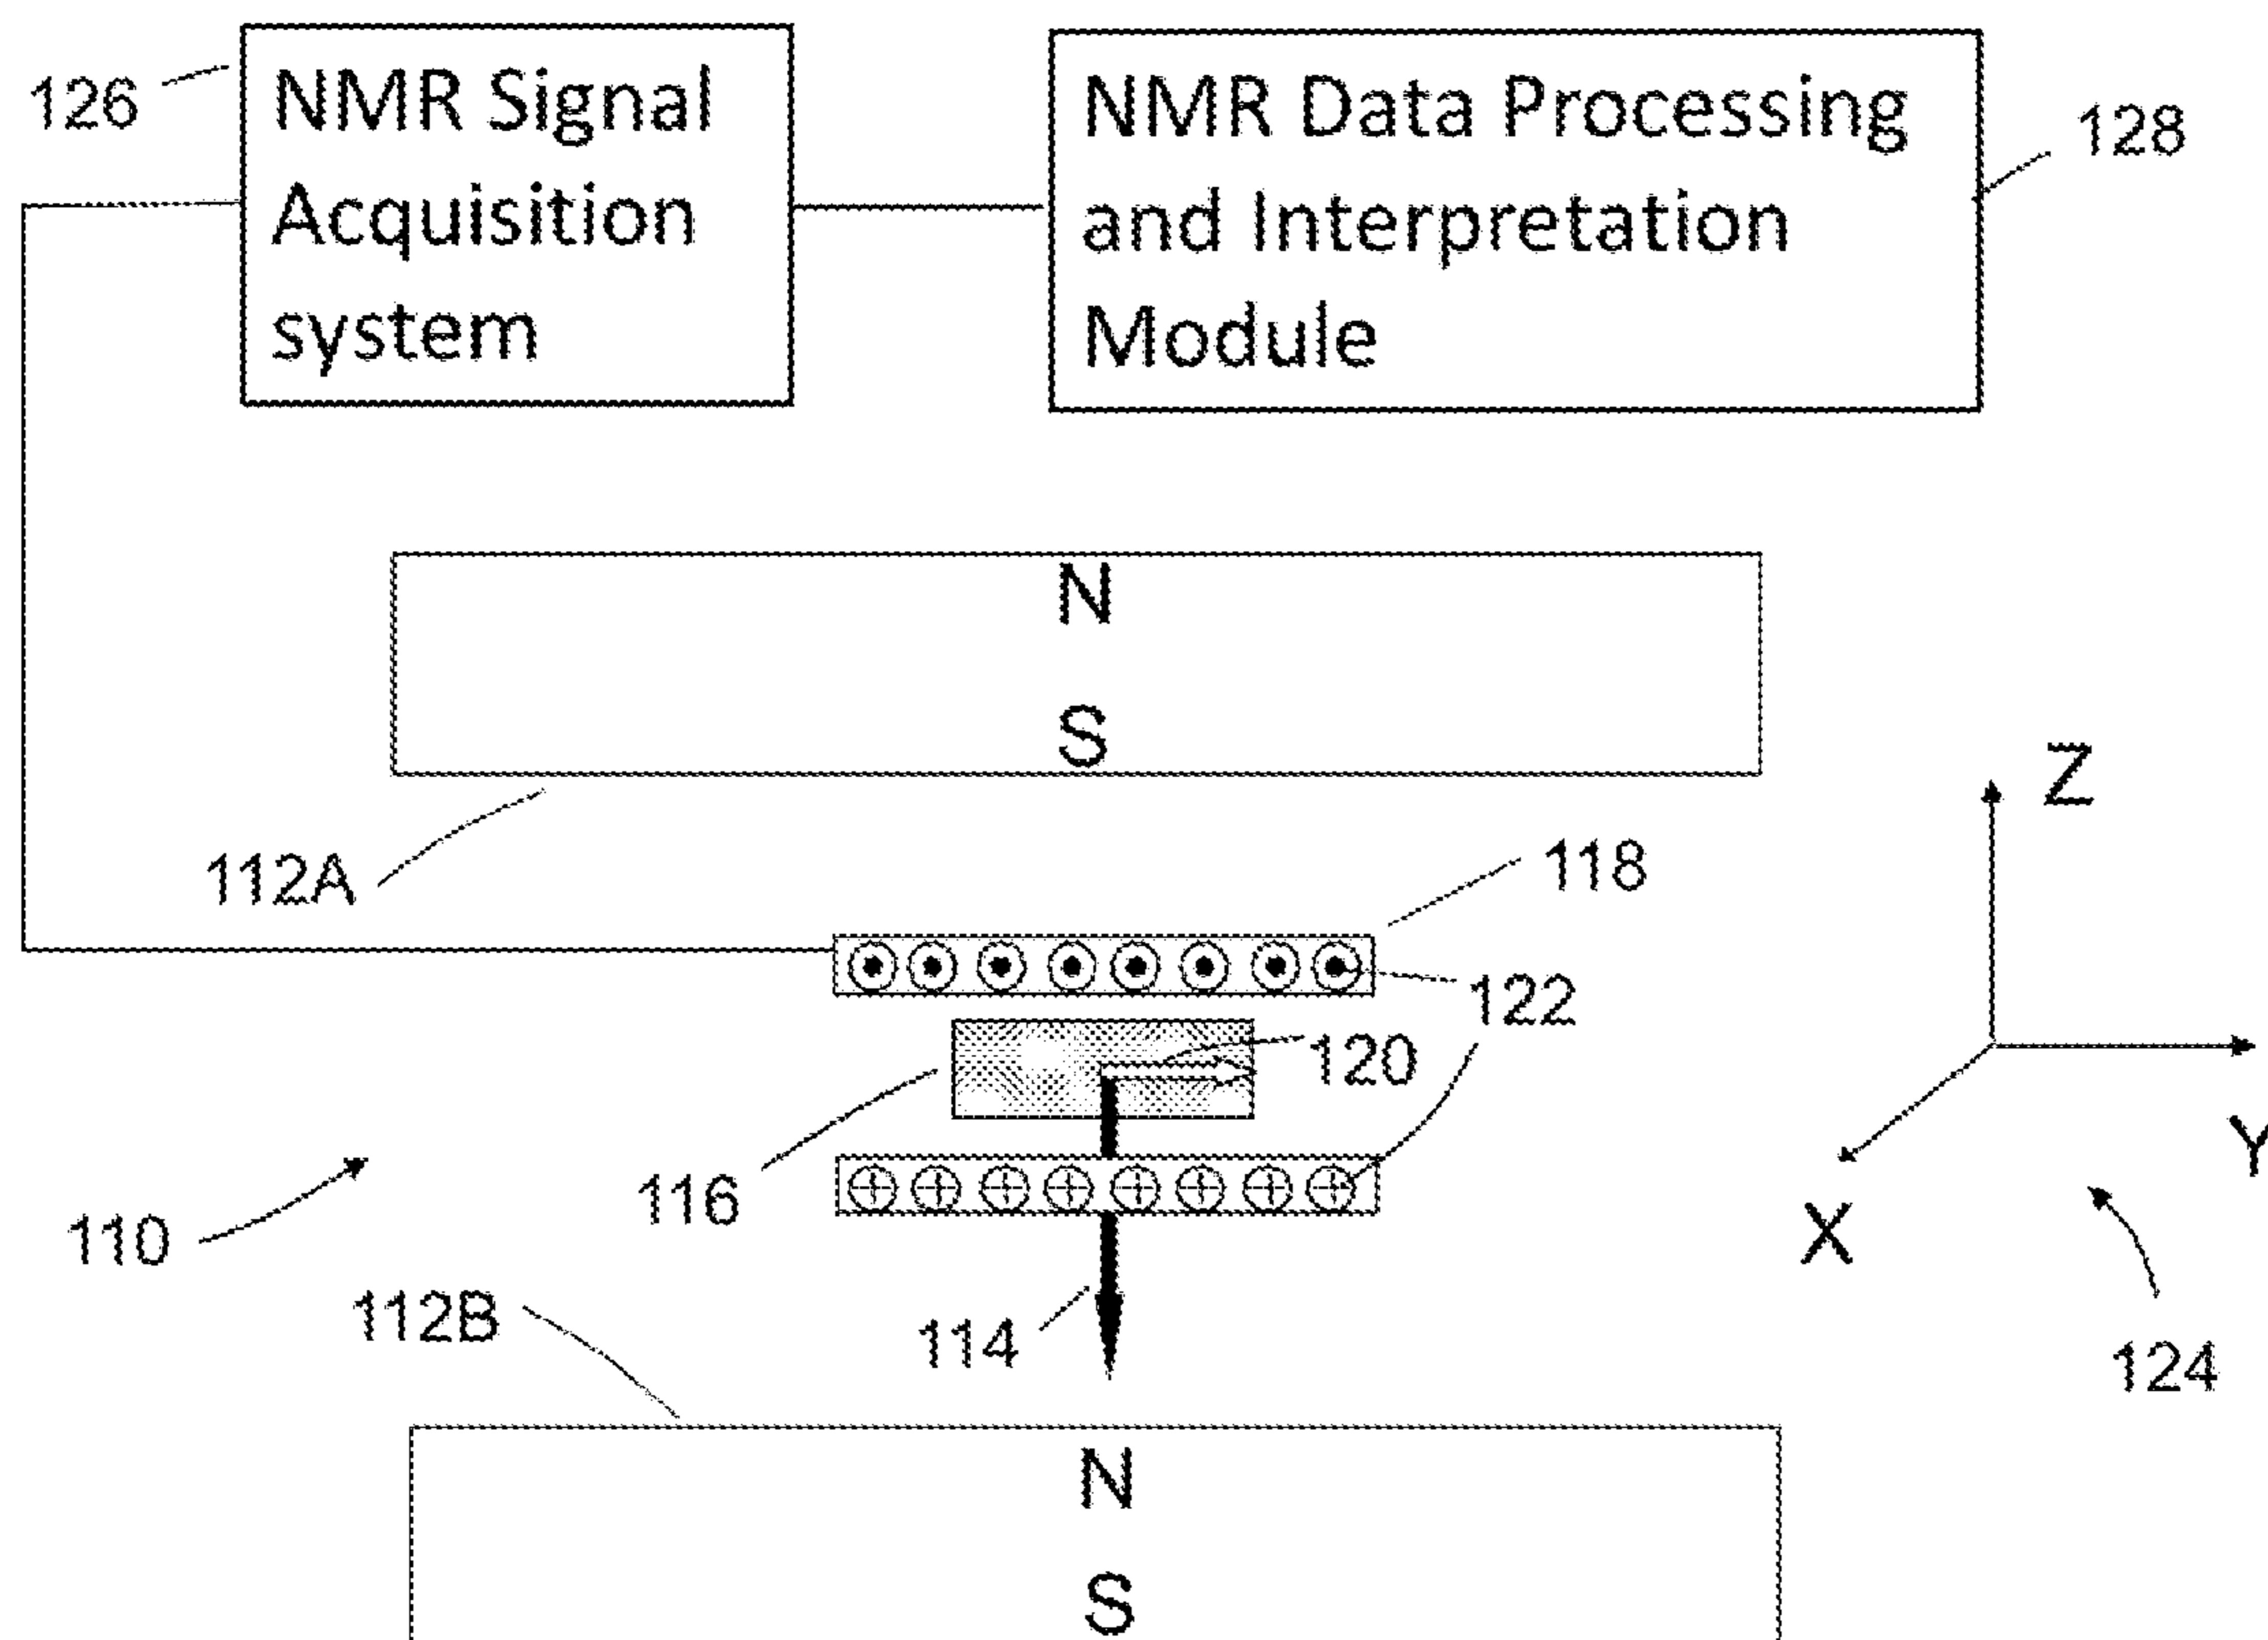 126
NMR Signal
Acquisition
system
NMR Data Processing
and Interpretation
Module
128
N
S
Z
112A
118
122
120
116
Y
110
X
112B
114
124
N
S